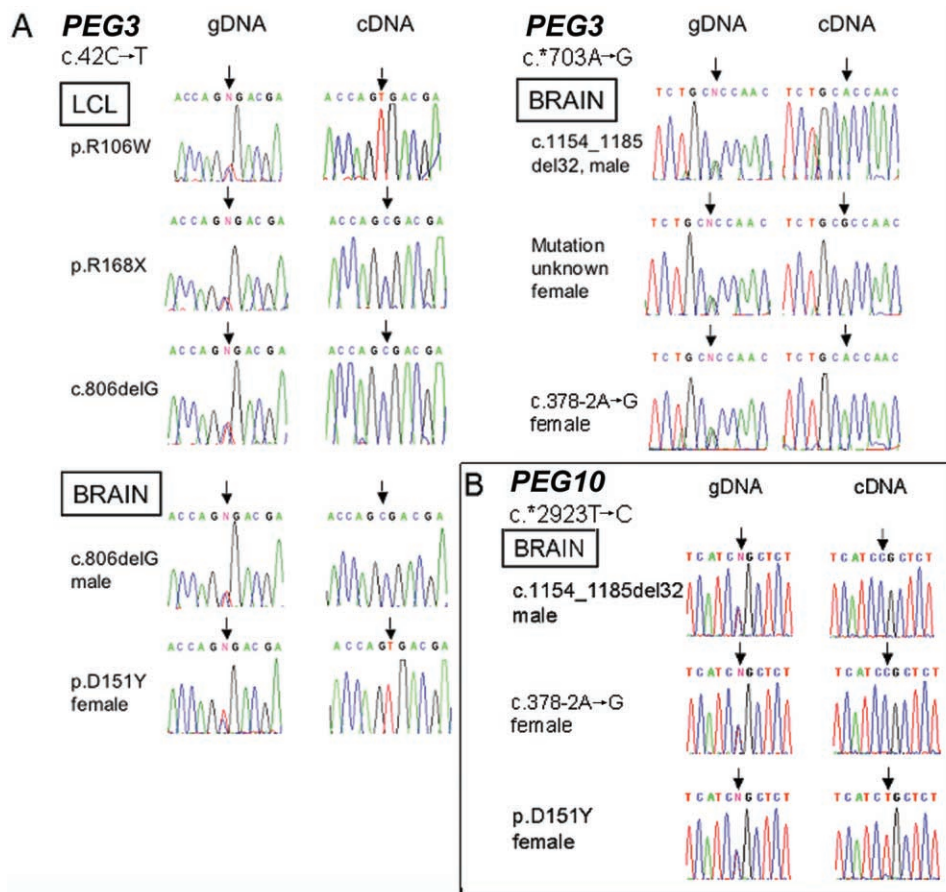 A
PEG3
gDNA
cDNA
c.42C→T
LCL
ACCAGNGACGA
ACCAGTGACGA
p.R106W
ACCAGNGACGA
ACCAGCGACGA
p.R168X
ACCAGNGACGA
ACCAGCGACGA
c.806delG
BRAIN
ACCAGNGACGA
ACCAGCGACGA
c.806delG
male
ACCAGNGACGA
ACCAGTGACGA
p.D151Y
female
PEG3
gDNA
cDNA
c.*703A→G
BRAIN
TCTGCNCCAAC
TCTGCACCAAC
c.1154_1185
del32, male
TCTGCNCCAAC
TCTGCGCCAAC
Mutation
unknown
female
TCTGCNCCAAC
TCTGCACCAAC
c.378-2A→G
female
B
PEG10
gDNA
cDNA
c.*2923T→C
BRAIN
TCATCNGCTCT
TCATCCGCTCT
c.1154_1185del32
male
TCATCNGCTCT
TCATCCGCTCT
c.378-2A→G
female
TCATCNGCTCT
TCATCTGCTCT
p.D151Y
female